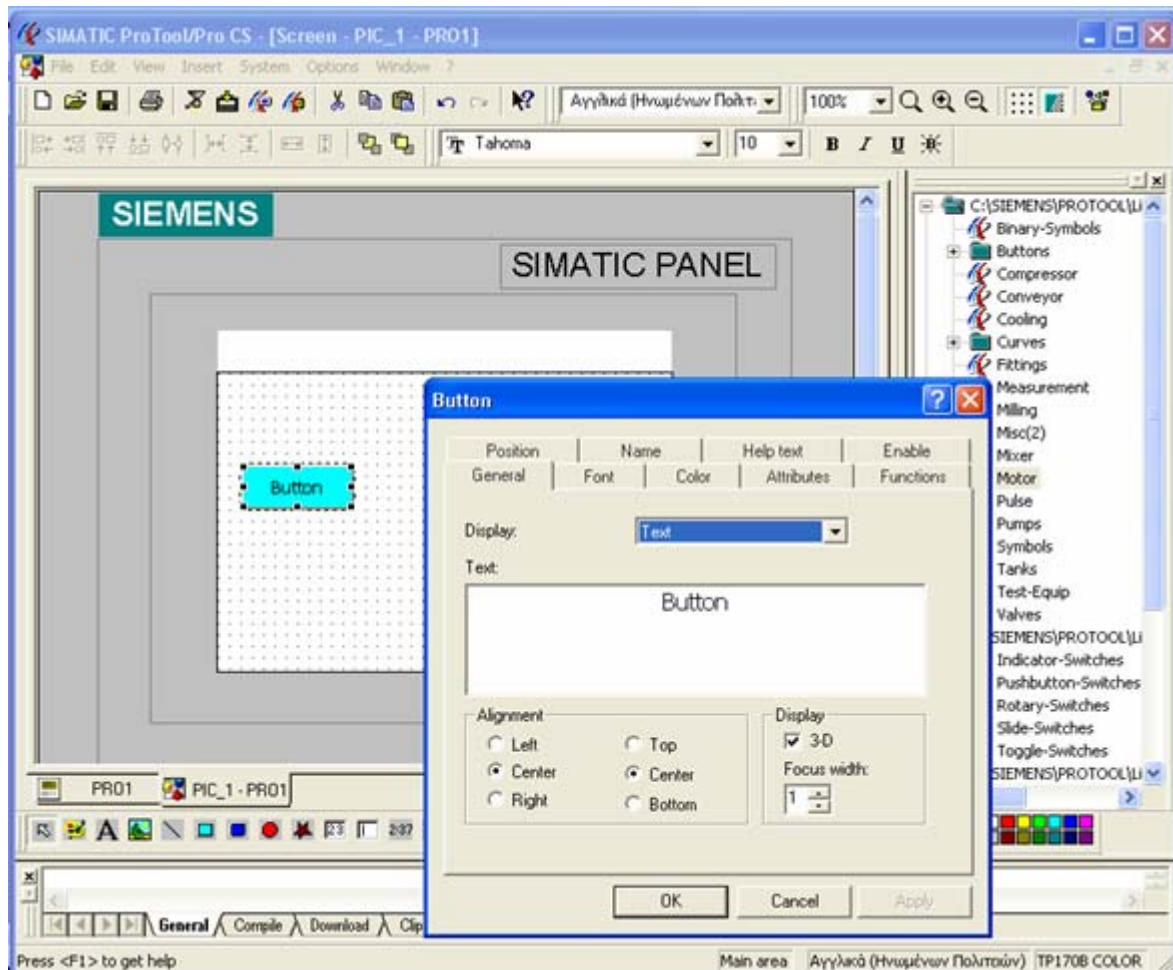 SIMATIC ProTool/Pro CS - [Screen - PIC_1 - PRO1]
File Edit View Insert System Options Window ?
Αγγλικά (Ηνωμένων Πολιτ 100%
Tahoma 10 B I U
SIEMENS
SIMATIC PANEL
Button
C:\SIEMENS\PROTOOL\Li
Binary-Symbols
Buttons
Compressor
Conveyor
Cooling
Curves
Fittings
Measurement
Milling
Misc(2)
Mixer
Motor
Pulse
Pumps
Symbols
Tanks
Test-Equip
Valves
SIEMENS\PROTOOL\Li
Indicator-Switches
Pushbutton-Switches
Rotary-Switches
Slide-Switches
Toggle-Switches
SIEMENS\PROTOOL\Li
Button
Position Name Help text Enable
General Font Color Attributes Functions
Display: Text
Text:
Button
Alignment
Left Top
Center Center
Right Bottom
Display
3-D
Focus width:
1
OK Cancel Apply
PRO1 PIC_1 - PRO1
A 23 2:37
General Compile Download Clip
Press <F1> to get help Main area Αγγλικά (Ηνωμένων Πολιτειών) TP170B COLOR